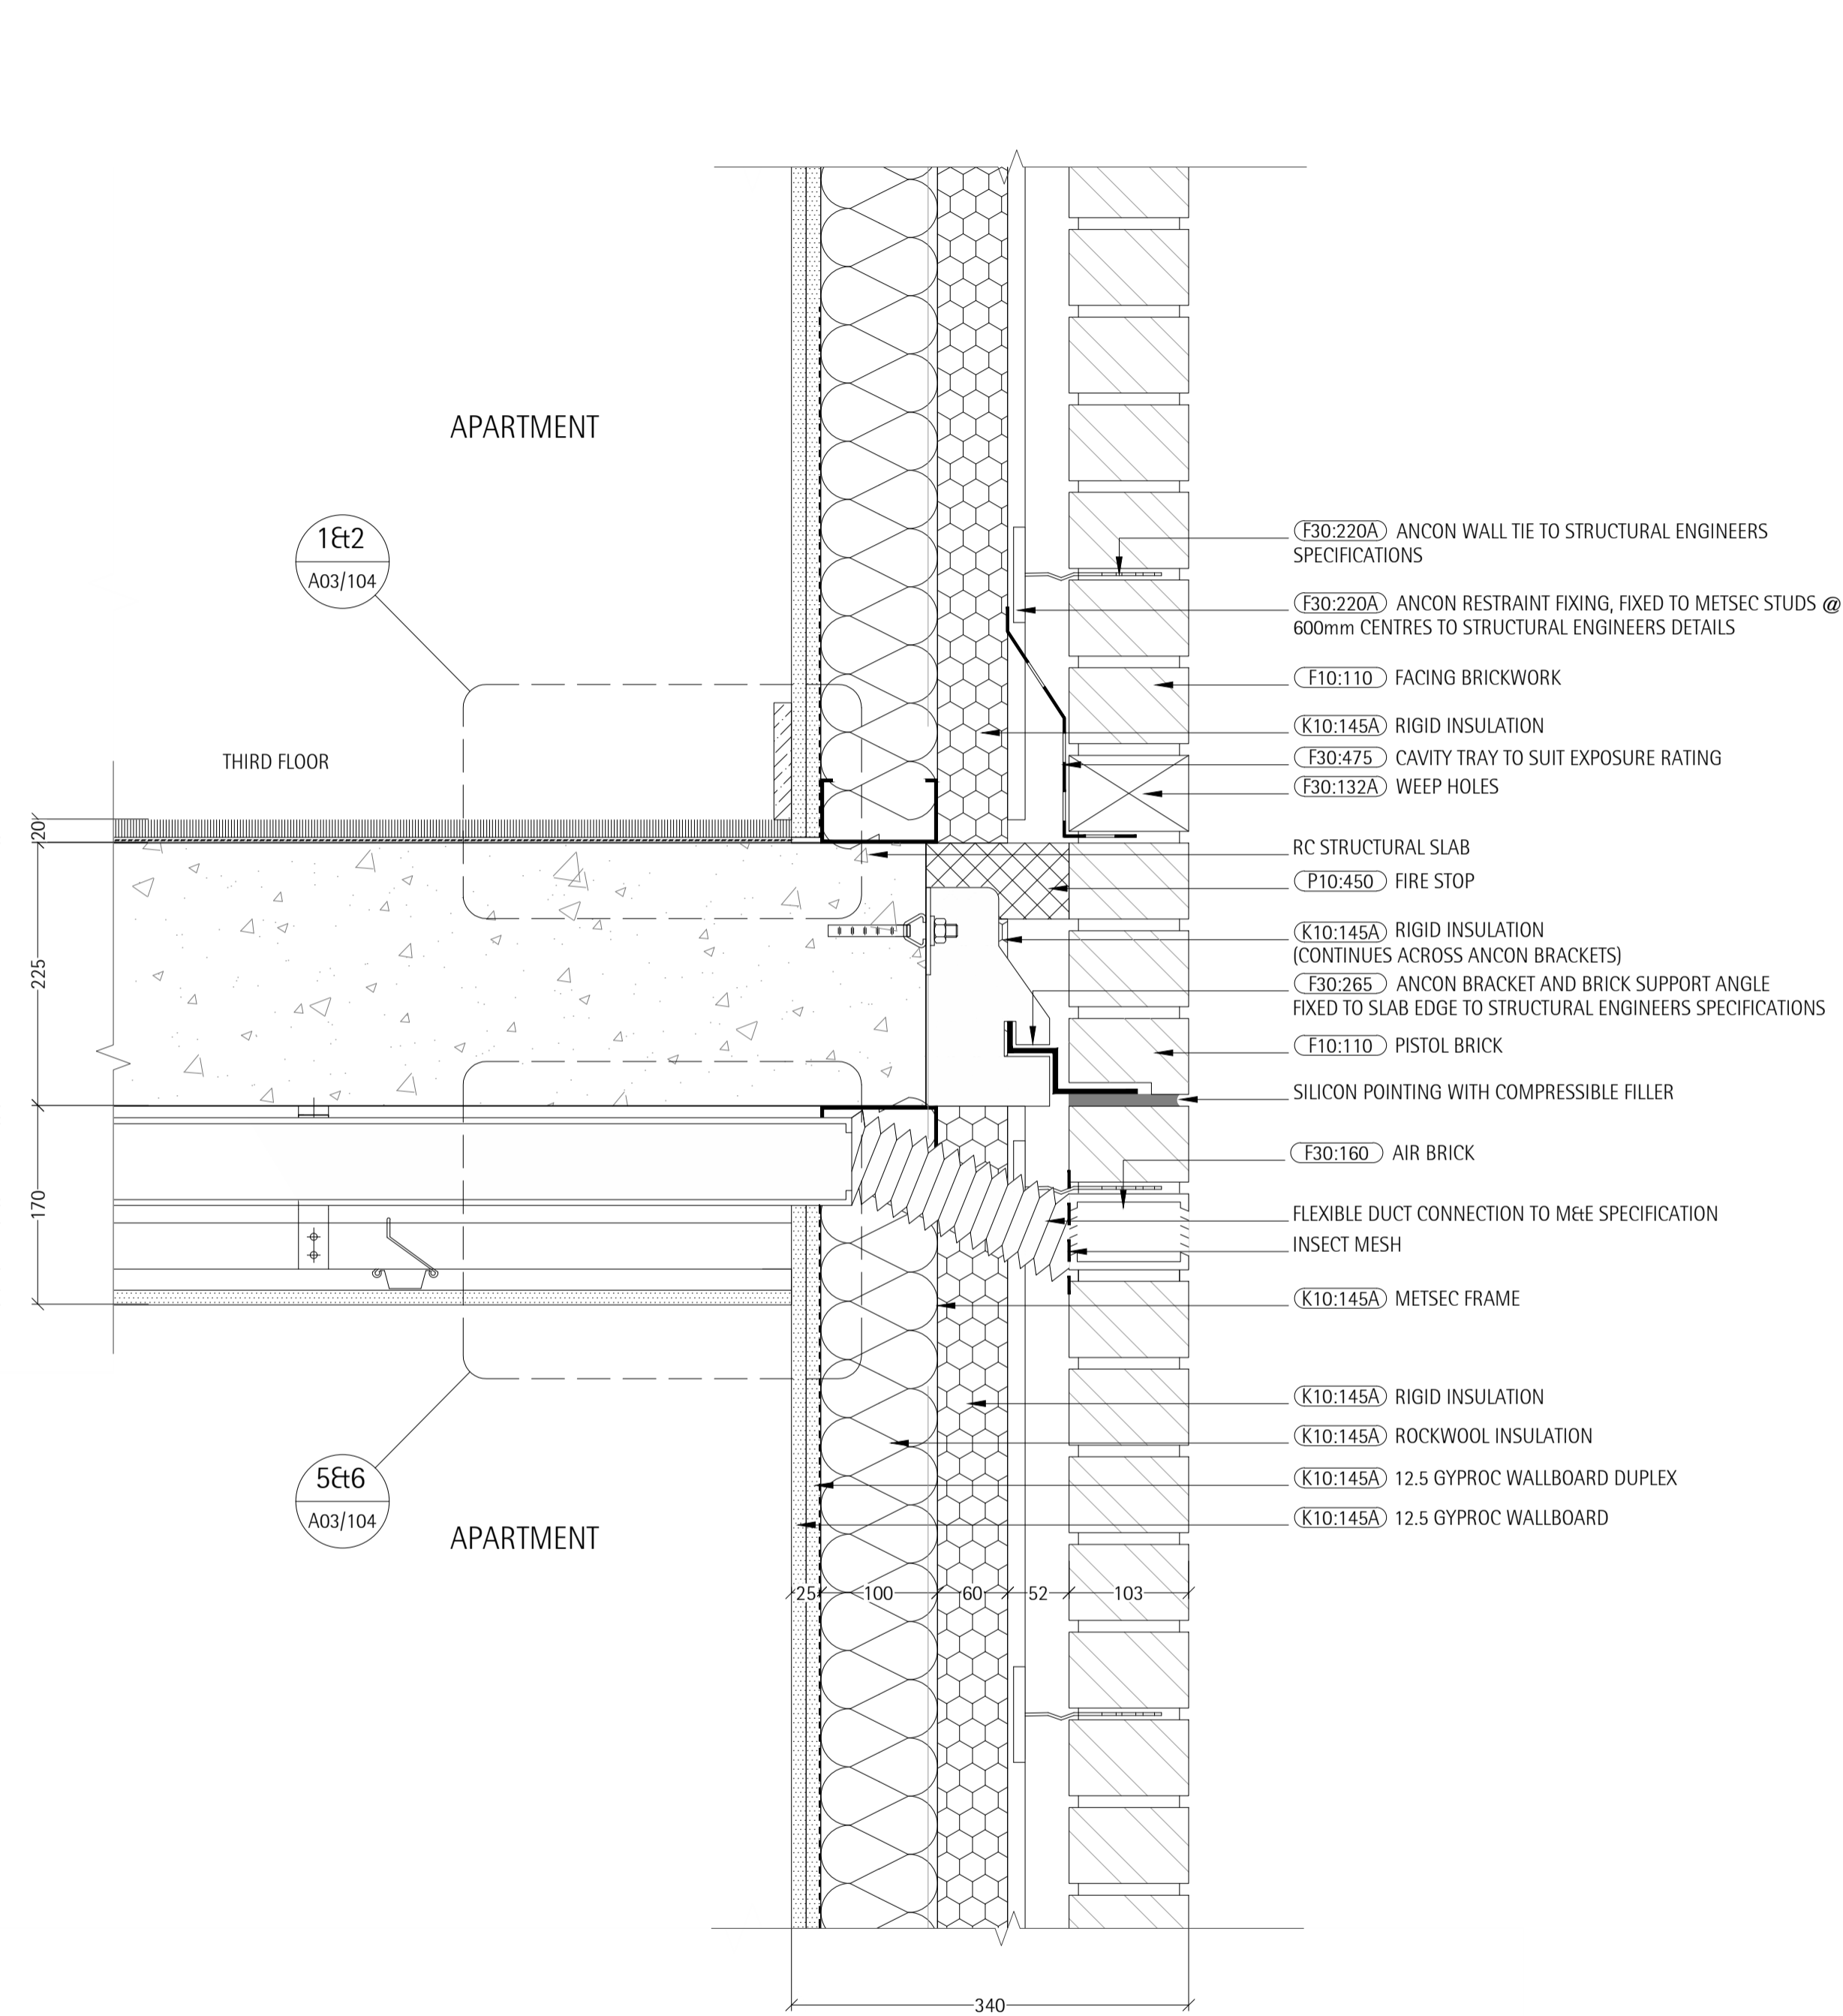 APARTMENT
1&2
A03/104
THIRD FLOOR
20
225
170
5&6
A03/104
APARTMENT
F30:220A ANCON WALL TIE TO STRUCTURAL ENGINEERS
SPECIFICATIONS
F30:220A ANCON RESTRAINT FIXING, FIXED TO METSEC STUDS @
600mm CENTRES TO STRUCTURAL ENGINEERS DETAILS
F10:110 FACING BRICKWORK
K10:145A RIGID INSULATION
F30:475 CAVITY TRAY TO SUIT EXPOSURE RATING
F30:132A WEEP HOLES
RC STRUCTURAL SLAB
P10:450 FIRE STOP
K10:145A RIGID INSULATION
(CONTINUES ACROSS ANCON BRACKETS)
F30:265 ANCON BRACKET AND BRICK SUPPORT ANGLE
FIXED TO SLAB EDGE TO STRUCTURAL ENGINEERS SPECIFICATIONS
F10:110 PISTOL BRICK
SILICON POINTING WITH COMPRESSIBLE FILLER
F30:160 AIR BRICK
FLEXIBLE DUCT CONNECTION TO M&E SPECIFICATION
INSECT MESH
K10:145A METSEC FRAME
K10:145A RIGID INSULATION
K10:145A ROCKWOOL INSULATION
K10:145A 12.5 GYPROC WALLBOARD DUPLEX
K10:145A 12.5 GYPROC WALLBOARD
25 100 60 52 103
340